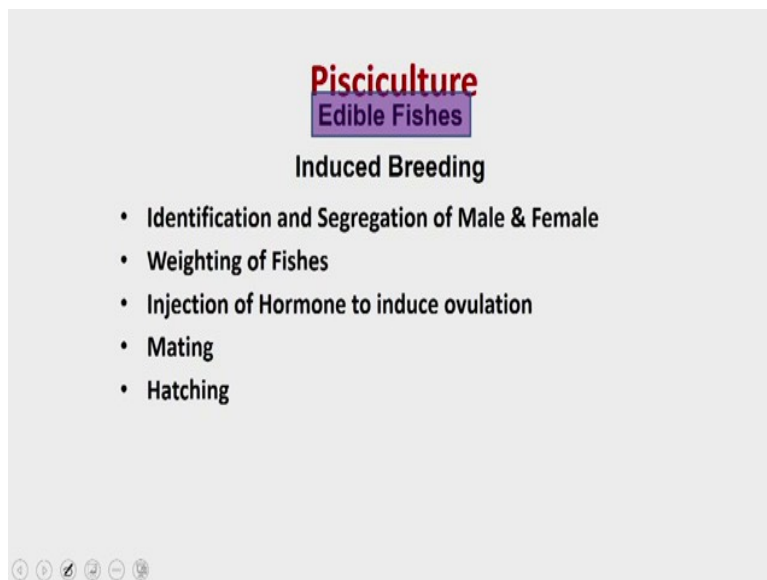 Pisciculture
Edible Fishes
Induced Breeding
• Identification and Segregation of Male & Female
• Weighting of Fishes
• Injection of Hormone to induce ovulation
• Mating
• Hatching